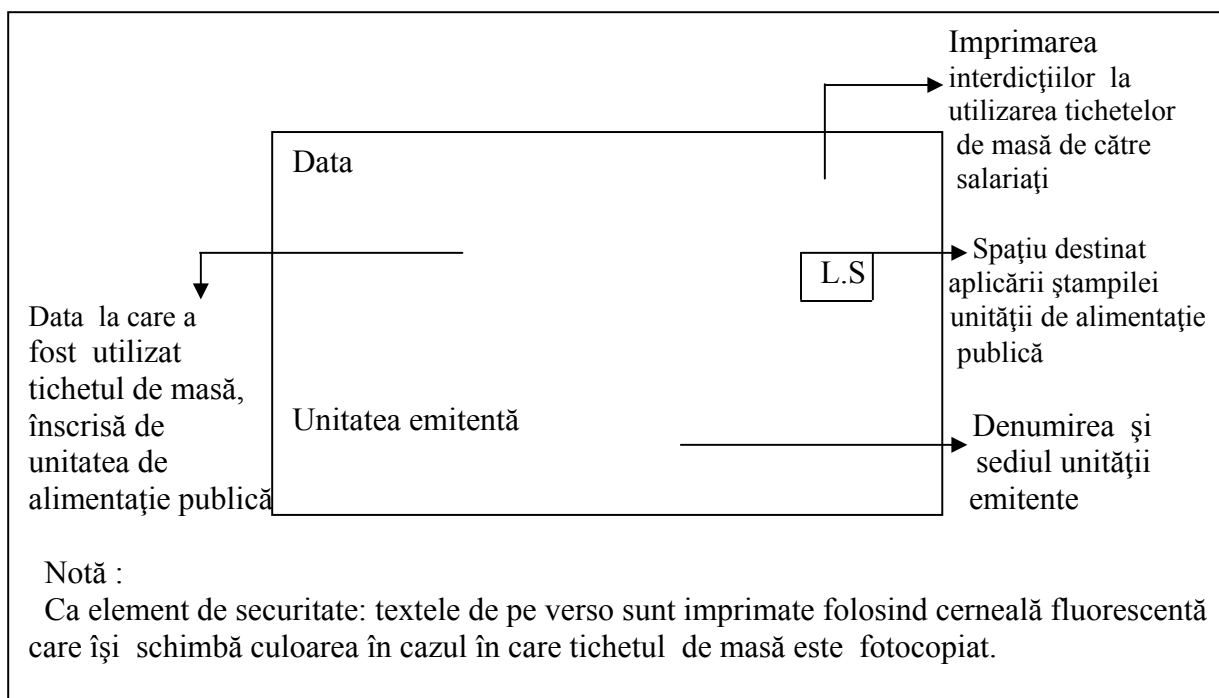 Imprimarea
interdicţiilor la
utilizarea tichetelor
de masă de către
salariaţi
Data
L.S
Spaţiu destinat
aplicării ştampilei
unităţii de alimentaţie
publică
Data la care a
fost utilizat
tichetul de masă,
înscrisă de
unitatea de
alimentaţie publică
Unitatea emitentă
Denumirea şi
sediul unităţii
emitente
Notă :
Ca element de securitate: textele de pe verso sunt imprimate folosind cerneală fluorescentă
care îşi schimbă culoarea în cazul în care tichetul de masă este fotocopiat.